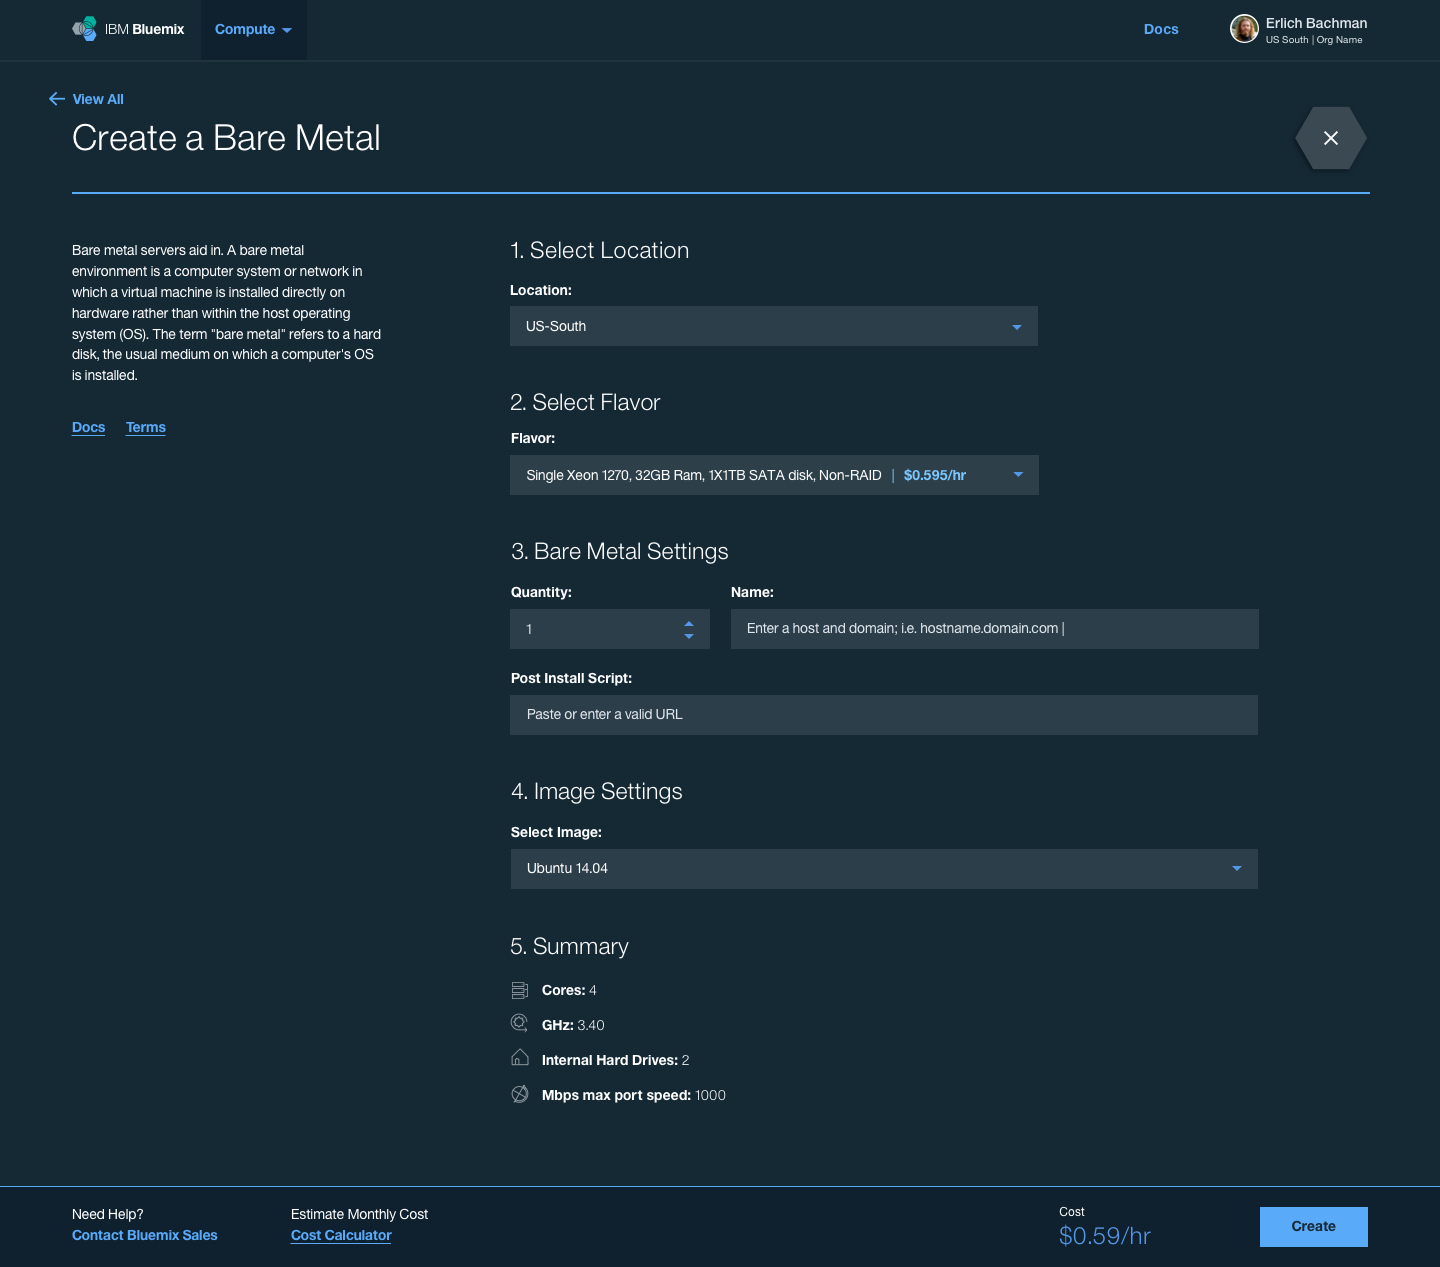 IBM Bluemix
Compute
Docs
Erlich Bachman
US South | Org Name
View All
Create a Bare Metal
Bare metal servers aid in. A bare metal
environment is a computer system or network in
which a virtual machine is installed directly on
hardware rather than within the host operating
system (OS). The term "bare metal" refers to a hard
disk, the usual medium on which a computer's OS
is installed.
Docs Terms
1. Select Location
Location:
US-South
2. Select Flavor
Flavor:
Single Xeon 1270, 32GB Ram, 1X1TB SATA disk, Non-RAID | $0.595/hr
3. Bare Metal Settings
Quantity:
1
Name:
Enter a host and domain; i.e. hostname.domain.com |
Post Install Script:
Paste or enter a valid URL
4. Image Settings
Select Image:
Ubuntu 14.04
5. Summary
Cores: 4
GHz: 3.40
Internal Hard Drives: 2
Mbps max port speed: 1000
Need Help?
Contact Bluemix Sales
Estimate Monthly Cost
Cost Calculator
Cost
$0.59/hr
Create